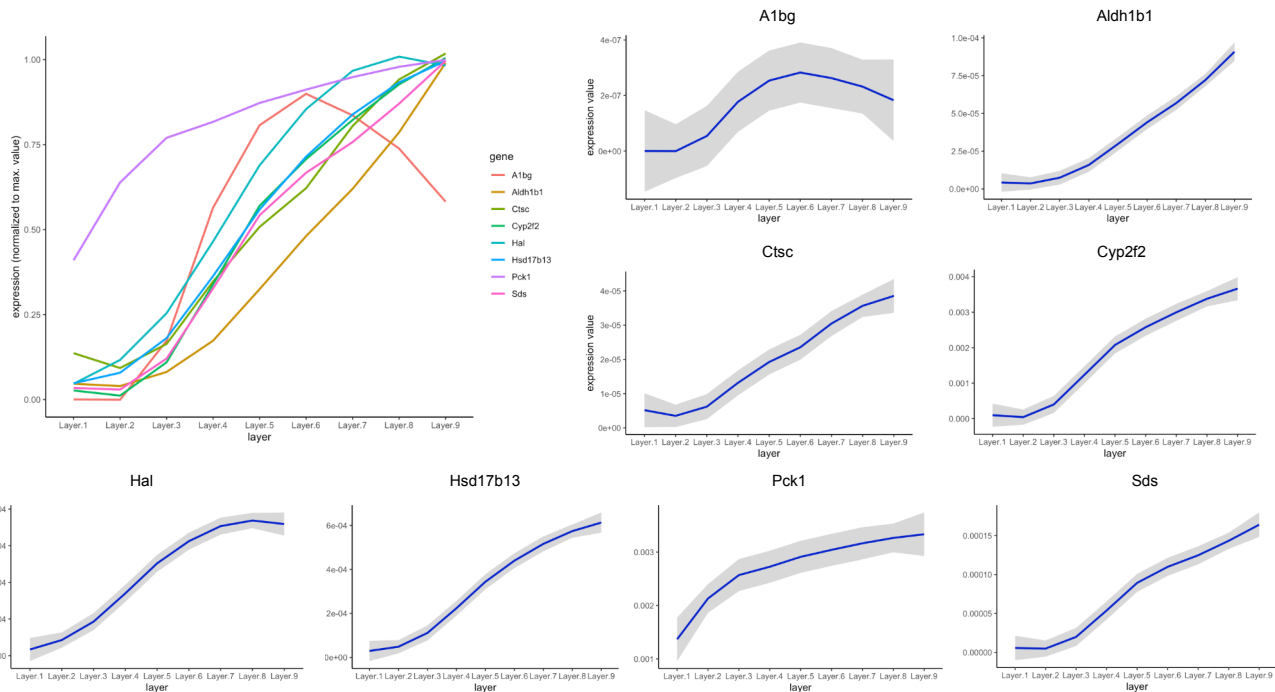 expression (normalized to max. value)
1.00
0.75
0.50
0.25
0.00
Layer.1 Layer.2 Layer.3 Layer.4 Layer.5 Layer.6 Layer.7 Layer.8 Layer.9
layer
gene
A1bg
Aldh1b1
Ctsc
Cyp2f2
Hal
Hsd17b13
Pck1
Sds
A1bg
expression value
4e-07
2e-07
0e+00
Layer.1 Layer.2 Layer.3 Layer.4 Layer.5 Layer.6 Layer.7 Layer.8 Layer.9
layer
Aldh1b1
1.0e-04
7.5e-05
5.0e-05
2.5e-05
0.0e+00
Layer.1 Layer.2 Layer.3 Layer.4 Layer.5 Layer.6 Layer.7 Layer.8 Layer.9
layer
Ctsc
expression value
4e-05
3e-05
2e-05
1e-05
0e+00
Layer.1 Layer.2 Layer.3 Layer.4 Layer.5 Layer.6 Layer.7 Layer.8 Layer.9
layer
Cyp2f2
0.004
0.003
0.002
0.001
0.000
Layer.1 Layer.2 Layer.3 Layer.4 Layer.5 Layer.6 Layer.7 Layer.8 Layer.9
layer
Hal
04
04
04
04
00
Layer.1 Layer.2 Layer.3 Layer.4 Layer.5 Layer.6 Layer.7 Layer.8 Layer.9
layer
Hsd17b13
6e-04
4e-04
2e-04
0e+00
Layer.1 Layer.2 Layer.3 Layer.4 Layer.5 Layer.6 Layer.7 Layer.8 Layer.9
layer
Pck1
0.003
0.002
0.001
Layer.1 Layer.2 Layer.3 Layer.4 Layer.5 Layer.6 Layer.7 Layer.8 Layer.9
layer
Sds
0.00015
0.00010
0.00005
0.00000
Layer.1 Layer.2 Layer.3 Layer.4 Layer.5 Layer.6 Layer.7 Layer.8 Layer.9
layer